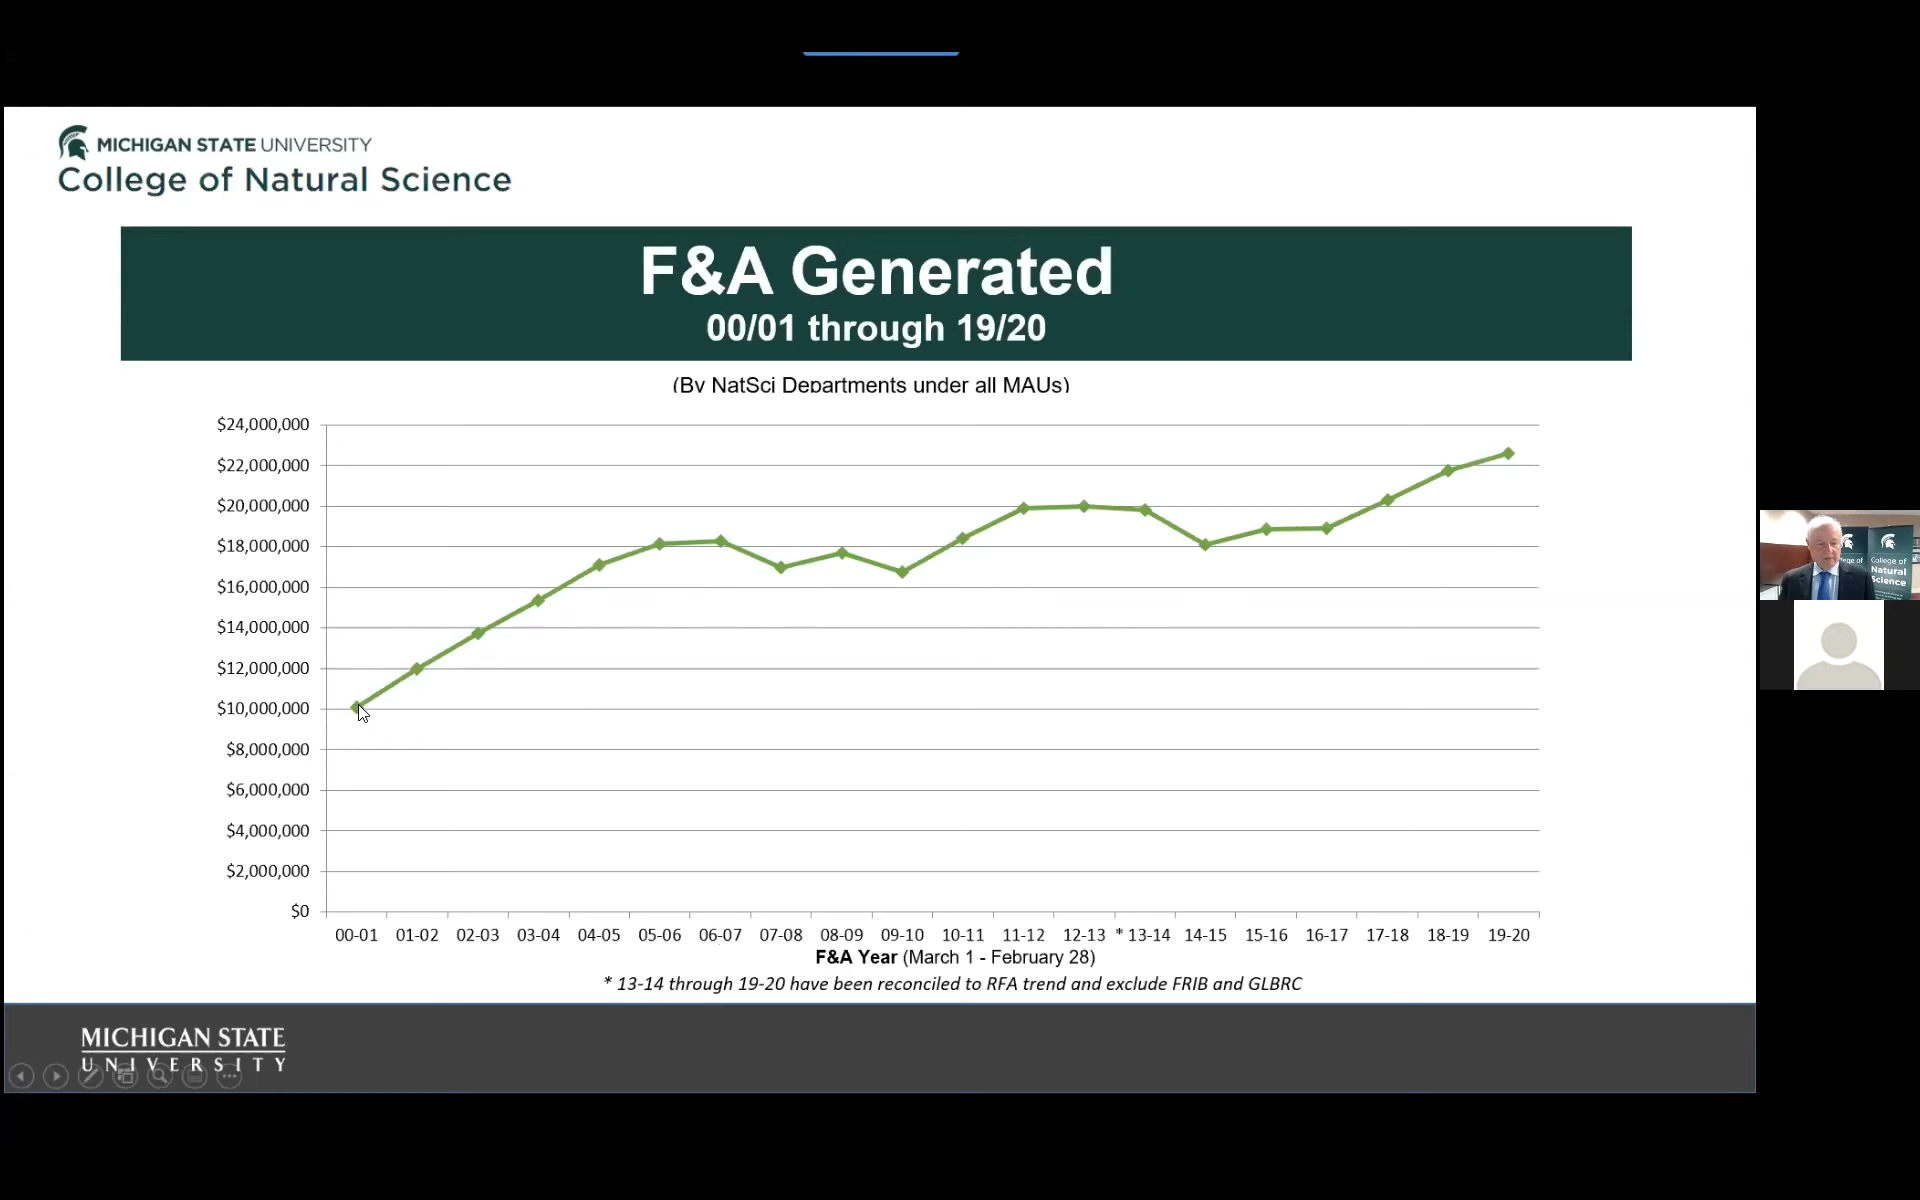 MICHIGAN STATE UNIVERSITY
College of Natural Science
F&A Generated
00/01 through 19/20
(By NatSci Departments under all MAUs)
$24,000,000
$22,000,000
$20,000,000
$18,000,000
$16,000,000
$14,000,000
$12,000,000
$10,000,000
$8,000,000
$6,000,000
$4,000,000
$2,000,000
$0
00-01 01-02 02-03 03-04 04-05 05-06 06-07 07-08 08-09 09-10 10-11 11-12 12-13 * 13-14 14-15 15-16 16-17 17-18 18-19 19-20
F&A Year (March 1 - February 28)
* 13-14 through 19-20 have been reconciled to RFA trend and exclude FRIB and GLBRC
MICHIGAN STATE
UNIVERSITY
College of
Natural
Science